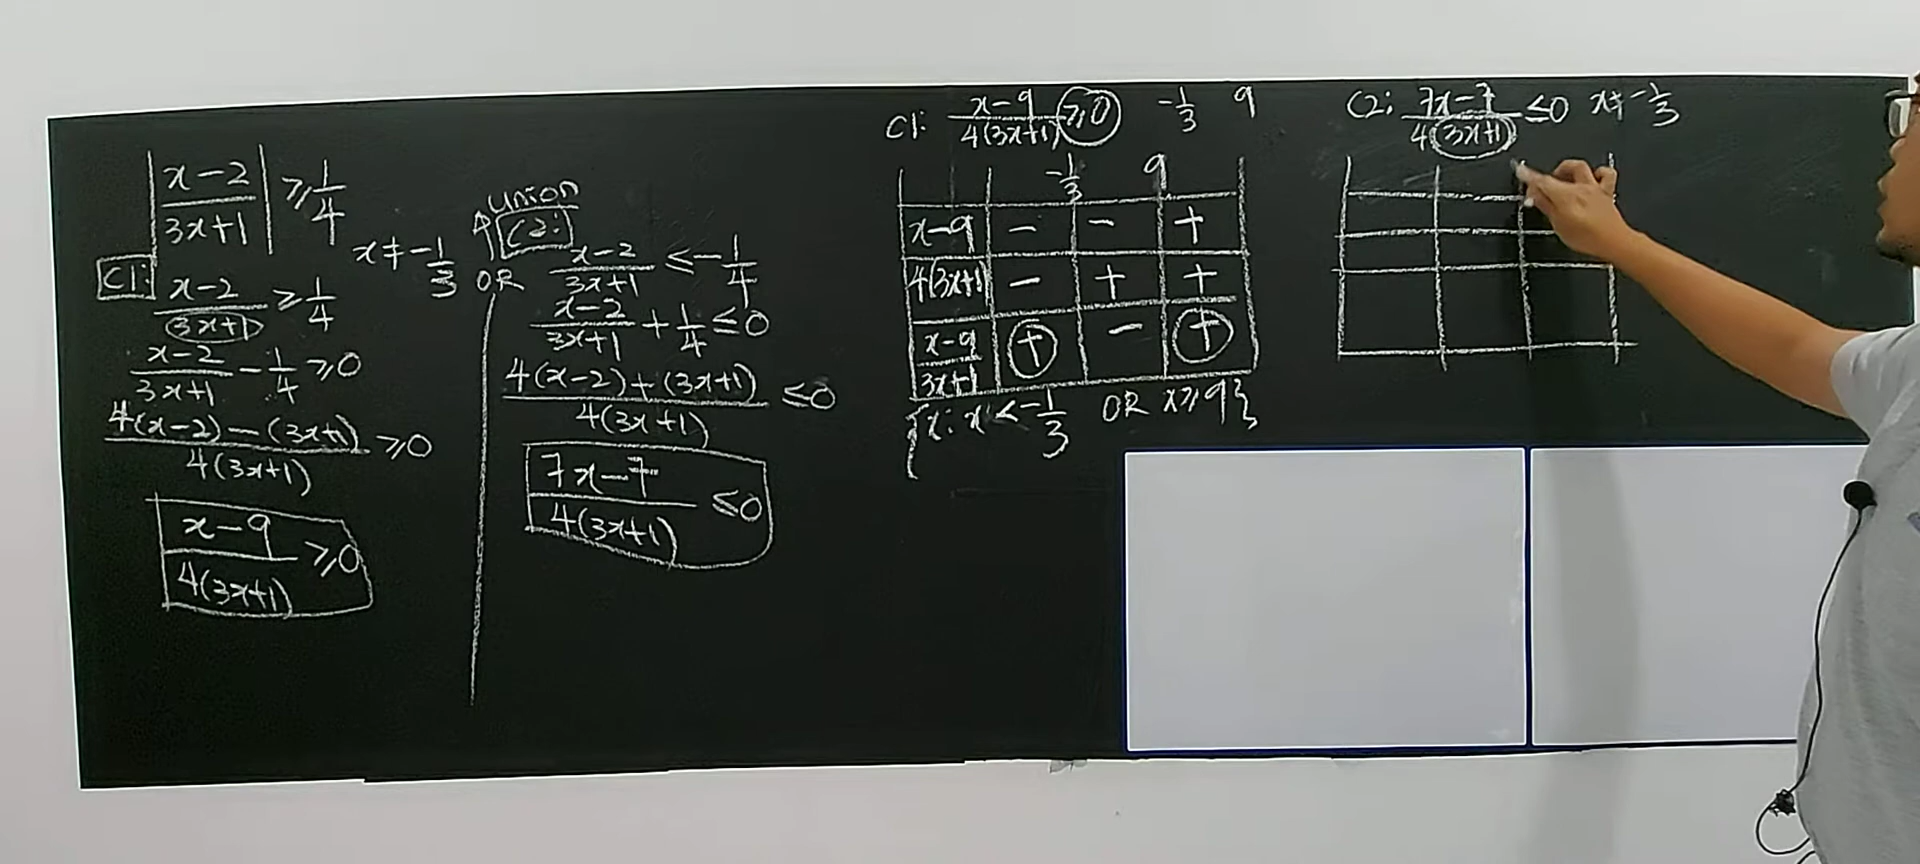 |x-2/3x+1| ≥ 1/4
x ≠ -1/3
C1: x-2/3x+1 ≥ 1/4
x-2/3x+1 - 1/4 ≥ 0
4(x-2) - (3x+1)/4(3x+1) ≥ 0
x-9/4(3x+1) ≥ 0
union
OR
C2: x-2/3x+1 ≤ -1/4
x-2/3x+1 + 1/4 ≤ 0
4(x-2) + (3x+1)/4(3x+1) ≤ 0
7x-7/4(3x+1) ≤ 0
C1: x-9/4(3x+1) ≥ 0 -1/3 9
-1/3 9
x-9 - - +
4(3x+1) - + +
x-9/3x+1 + - +
{x: x < -1/3 OR x ≥ 9}
C2: 7x-7/4(3x+1) ≤ 0 x ≠ -1/3